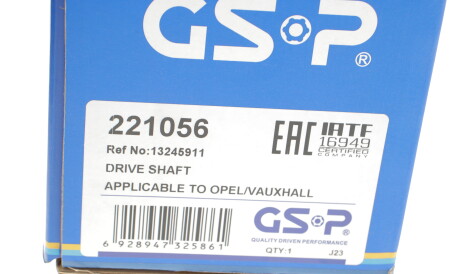 GSP®
221056
Ref No:13245911
DRIVE SHAFT
APPLICABLE TO OPEL/VAUXHALL
EAC IATF
16949
CERTIFIED
COMPANY
6 928947 325861
GSP
QUALITY DRIVEN PERFORMANCE
QTY:1 J23